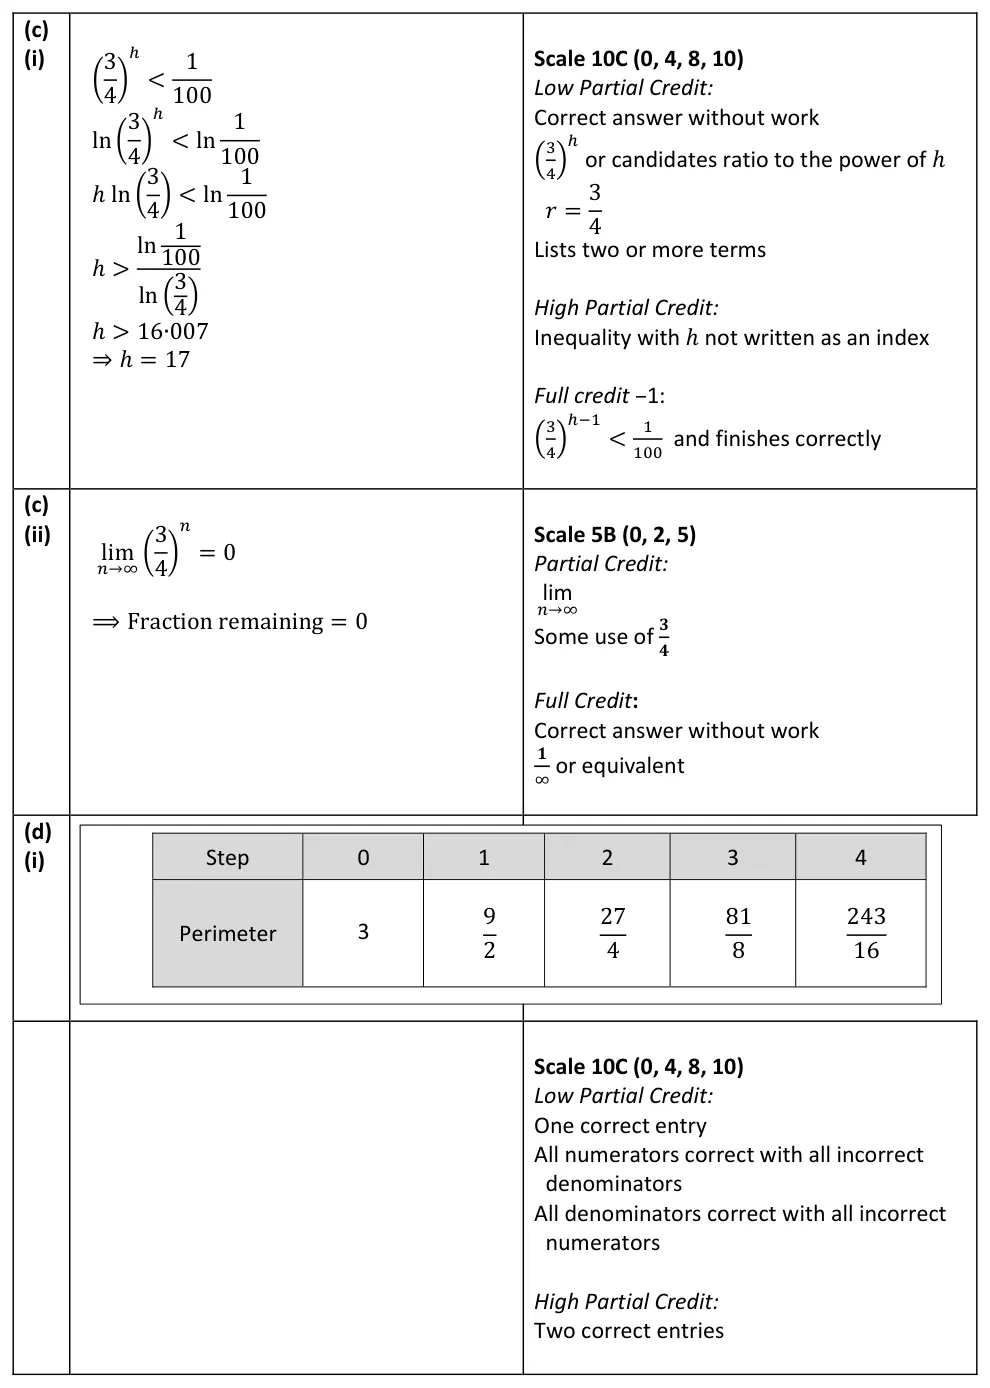 (c)
(i)
(3/4)^h < 1/100
ln (3/4)^h < ln 1/100
h ln (3/4) < ln 1/100
h > (ln 1/100) / (ln (3/4))
h > 16·007
⇒ h = 17
Scale 10C (0, 4, 8, 10)
Low Partial Credit:
Correct answer without work
(3/4)^h or candidates ratio to the power of h
r = 3/4
Lists two or more terms
High Partial Credit:
Inequality with h not written as an index
Full credit −1:
(3/4)^(h−1) < 1/100 and finishes correctly
(c)
(ii)
lim n→∞ (3/4)^n = 0
⟹ Fraction remaining = 0
Scale 5B (0, 2, 5)
Partial Credit:
lim n→∞
Some use of 3/4
Full Credit:
Correct answer without work
1/∞ or equivalent
(d)
(i)
Step 0 1 2 3 4
Perimeter 3 9/2 27/4 81/8 243/16
Scale 10C (0, 4, 8, 10)
Low Partial Credit:
One correct entry
All numerators correct with all incorrect
denominators
All denominators correct with all incorrect
numerators
High Partial Credit:
Two correct entries